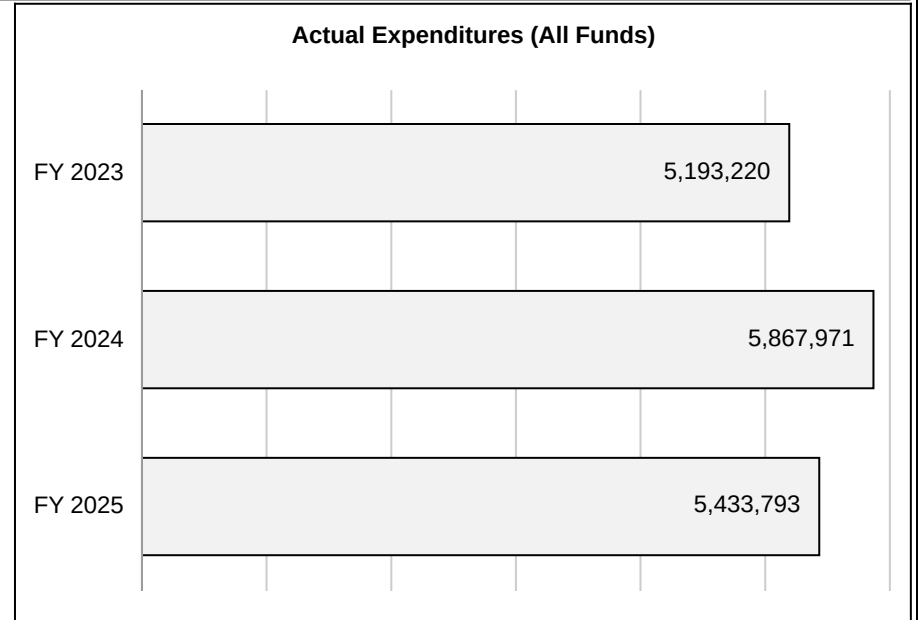 Actual Expenditures (All Funds)
FY 2023 5,193,220
FY 2024 5,867,971
FY 2025 5,433,793